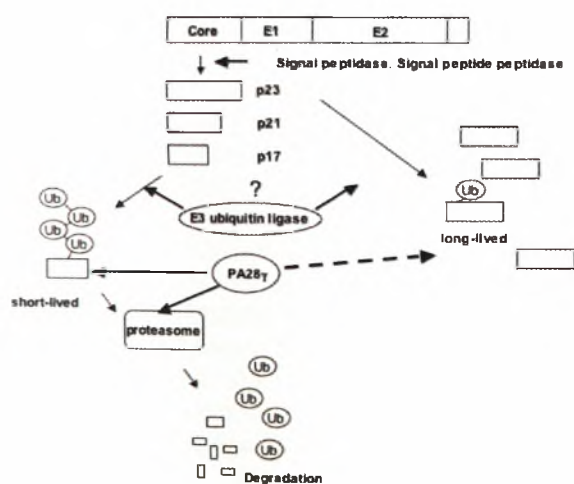 Core E1 E2
Signal peptidase. Signal peptide peptidase
p23
p21
p17
?
E3 ubiquitin ligase
Ub
Ub
Ub
Ub
Ub
long-lived
PA28γ
short-lived
proteasome
Ub
Ub
Ub
Ub
Degradation